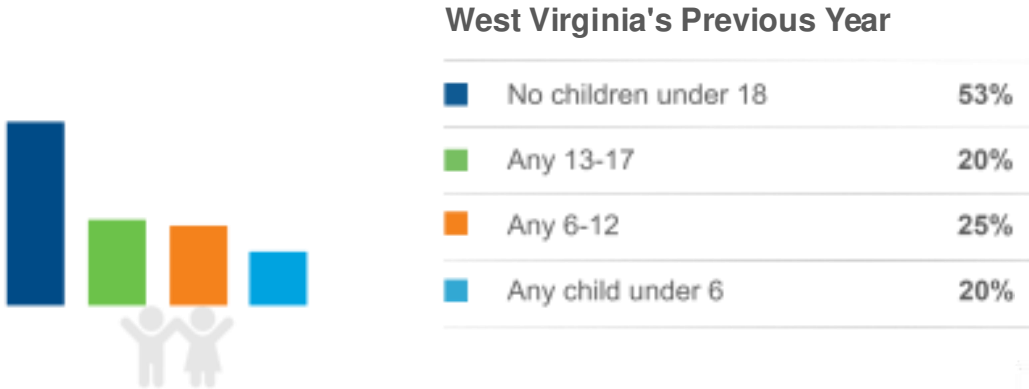 West Virginia's Previous Year
No children under 18 53%
Any 13-17 20%
Any 6-12 25%
Any child under 6 20%